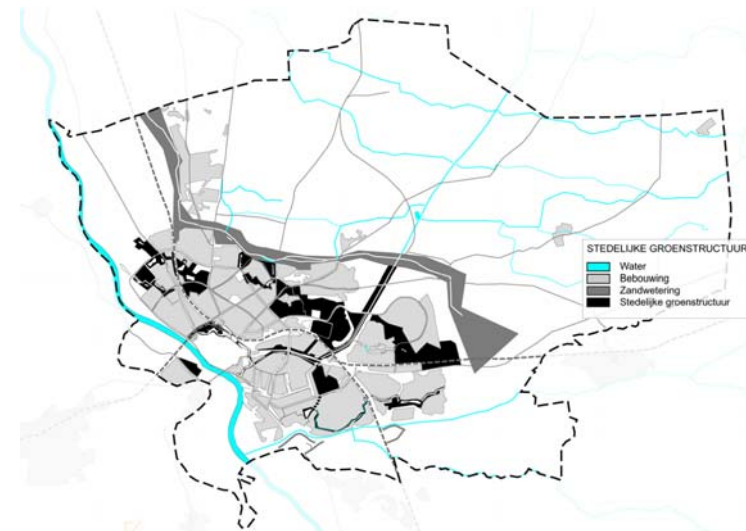 STEDELIJKE GROENSTRUCTUUR
Water
Bebouwing
Zandwetering
Stedelijke groenstructuur